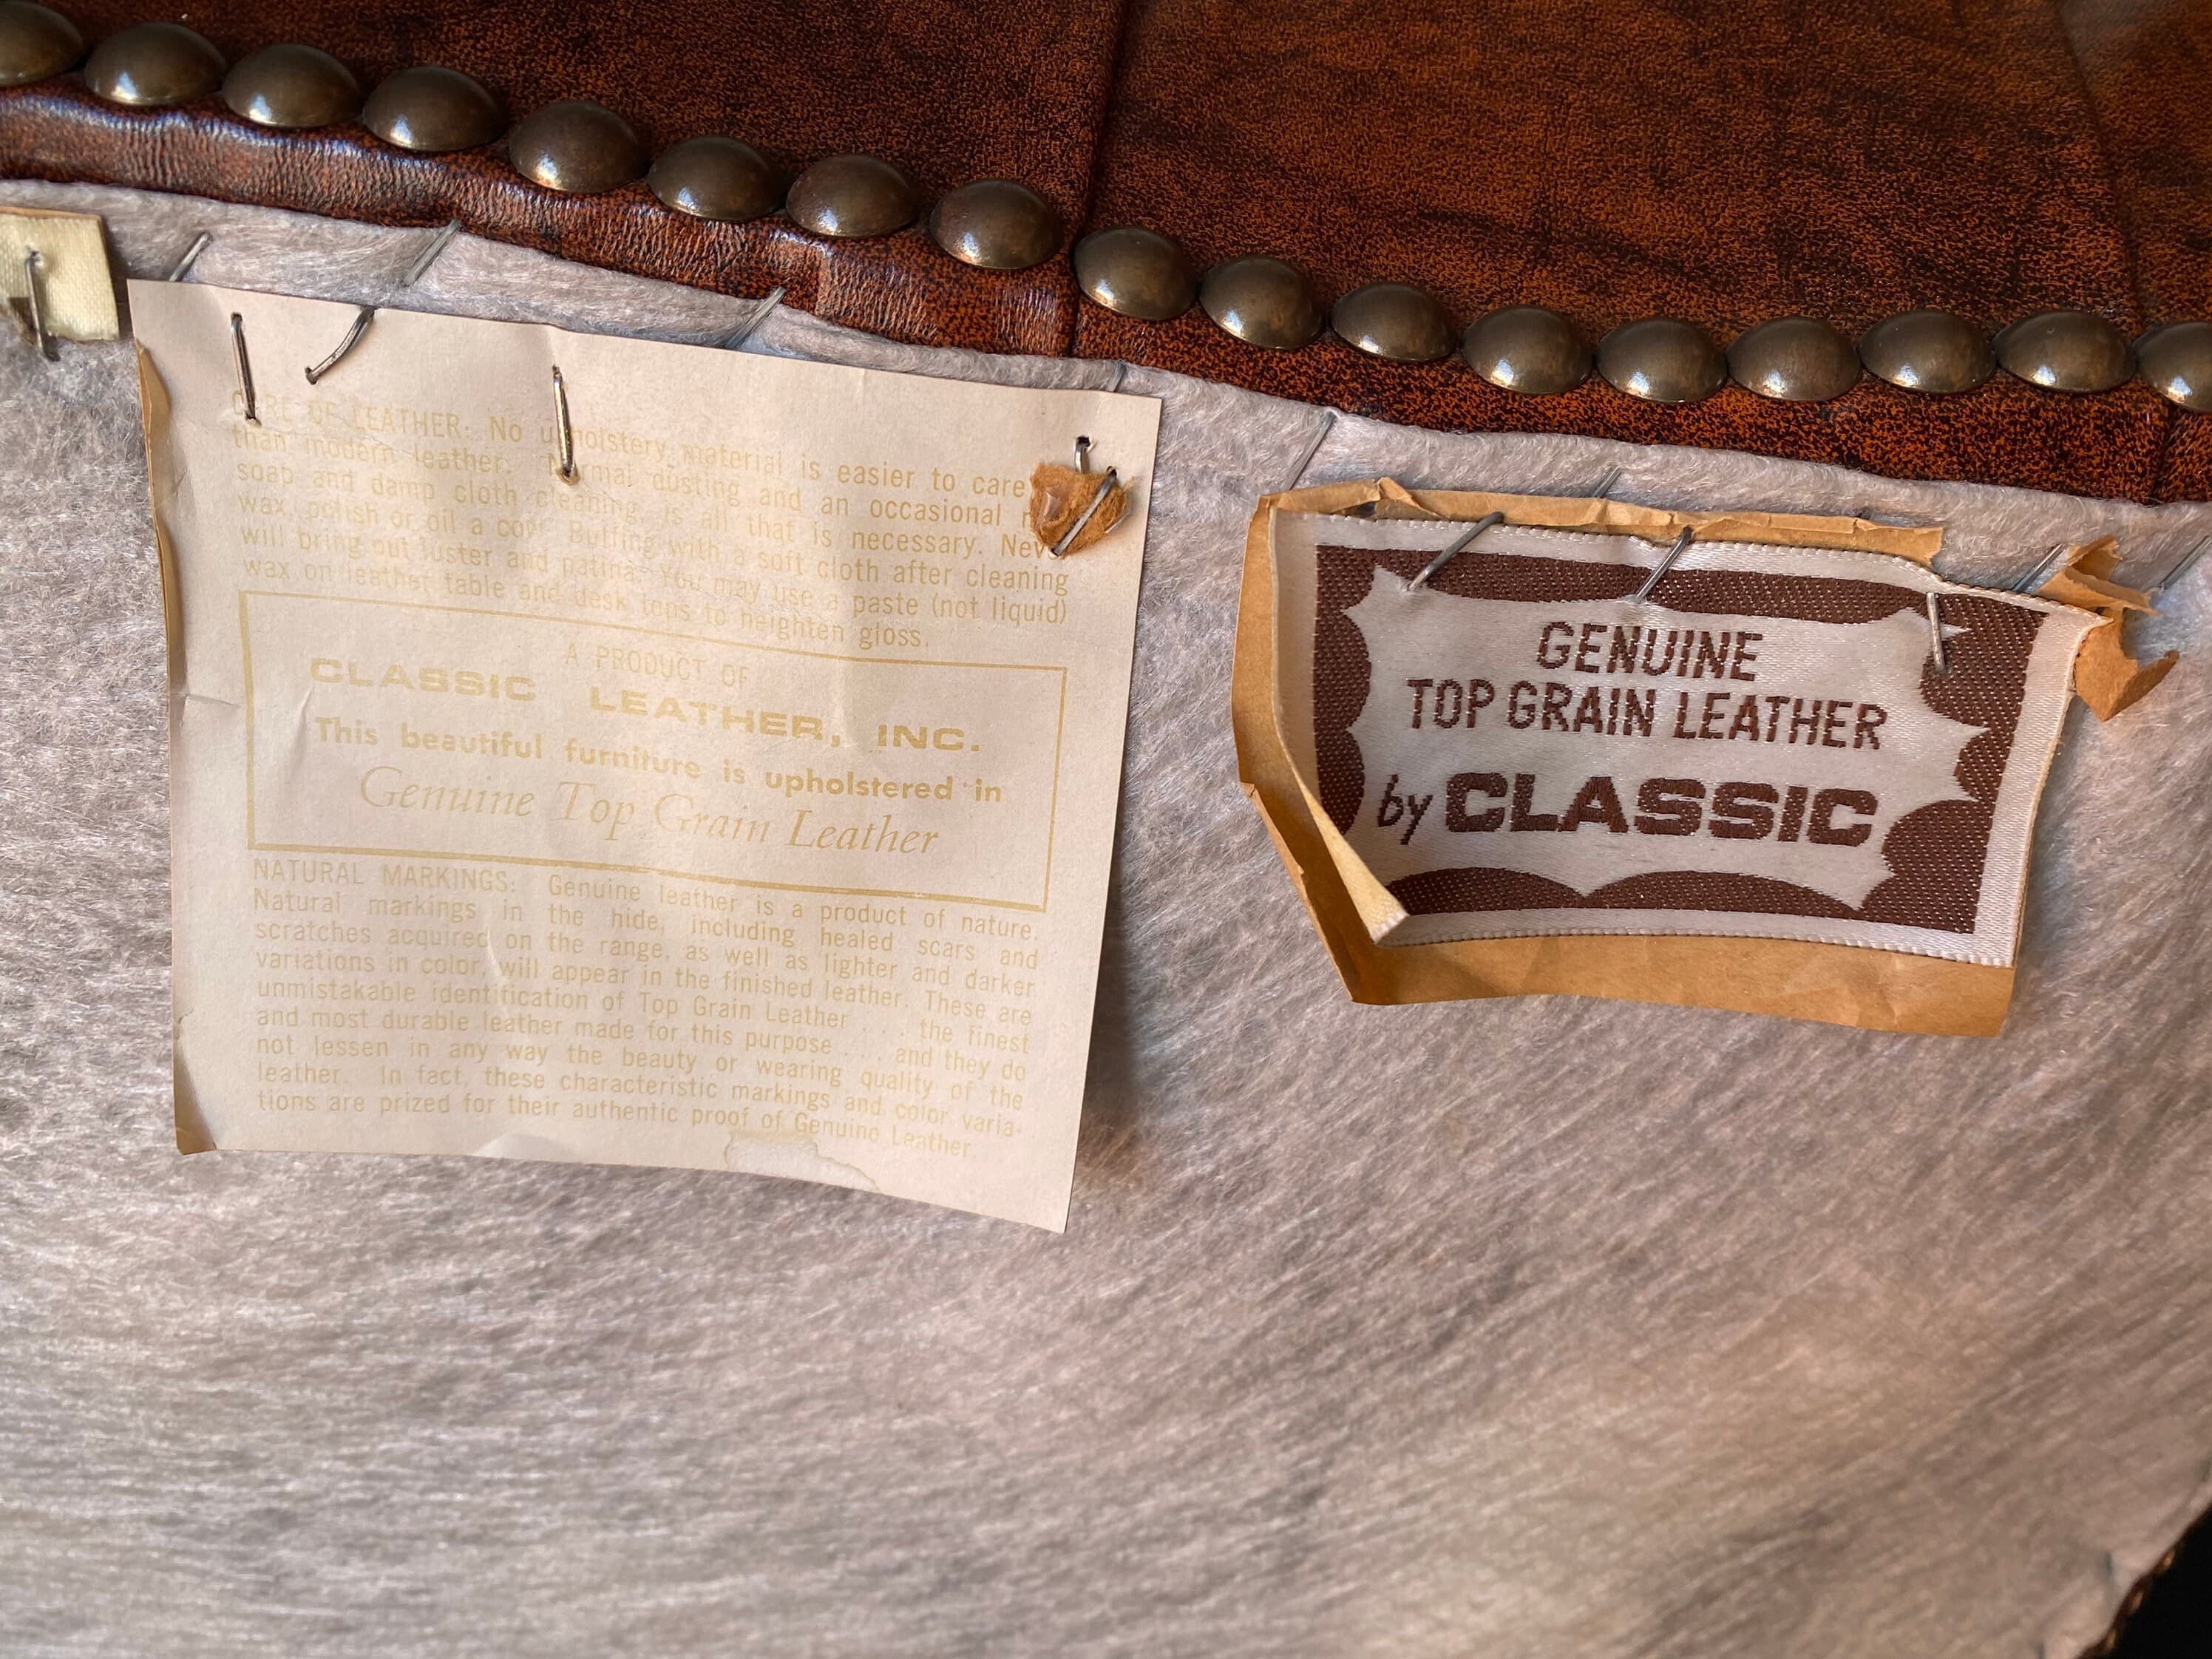 CARE OF LEATHER: No upholstery material is easier to care
than modern leather. Normal dusting and an occasional
soap and damp cloth cleaning, is all that is necessary. Never
wax, polish or oil a Buffing with a soft cloth after cleaning
will bring out luster and patina. You may use a paste (not liquid)
wax on leather table and desk tops to heighten gloss.
A PRODUCT OF
CLASSIC LEATHER, INC.
This beautiful furniture is upholstered in
Genuine Top Grain Leather
NATURAL MARKINGS: Genuine leather is a product of nature.
Natural markings in the hide, including healed scars and
scratches acquired on the range, as well as lighter and darker
variations in color, will appear in the finished leather. These are
unmistakable identification of Top Grain Leather . . . the finest
and most durable leather made for this purpose . . . and they do
not lessen in any way the beauty or wearing quality of the
leather. In fact, these characteristic markings and color varia-
tions are prized for their authentic proof of Genuine Leather.
GENUINE
TOP GRAIN LEATHER
by CLASSIC